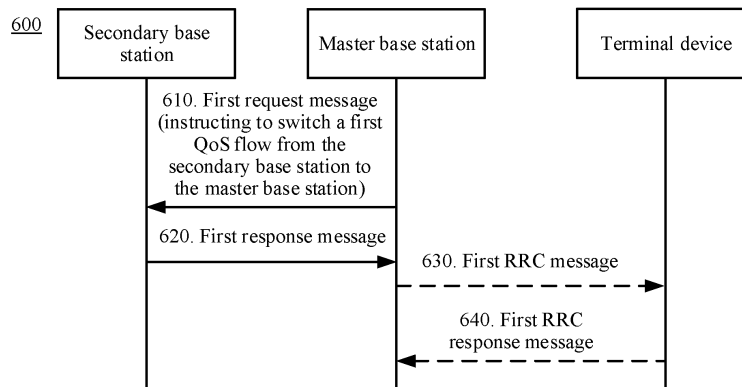 600
Secondary base
station
Master base station
Terminal device
610. First request message
(instructing to switch a first
QoS flow from the
secondary base station to
the master base station)
620. First response message
630. First RRC message
640. First RRC
response message